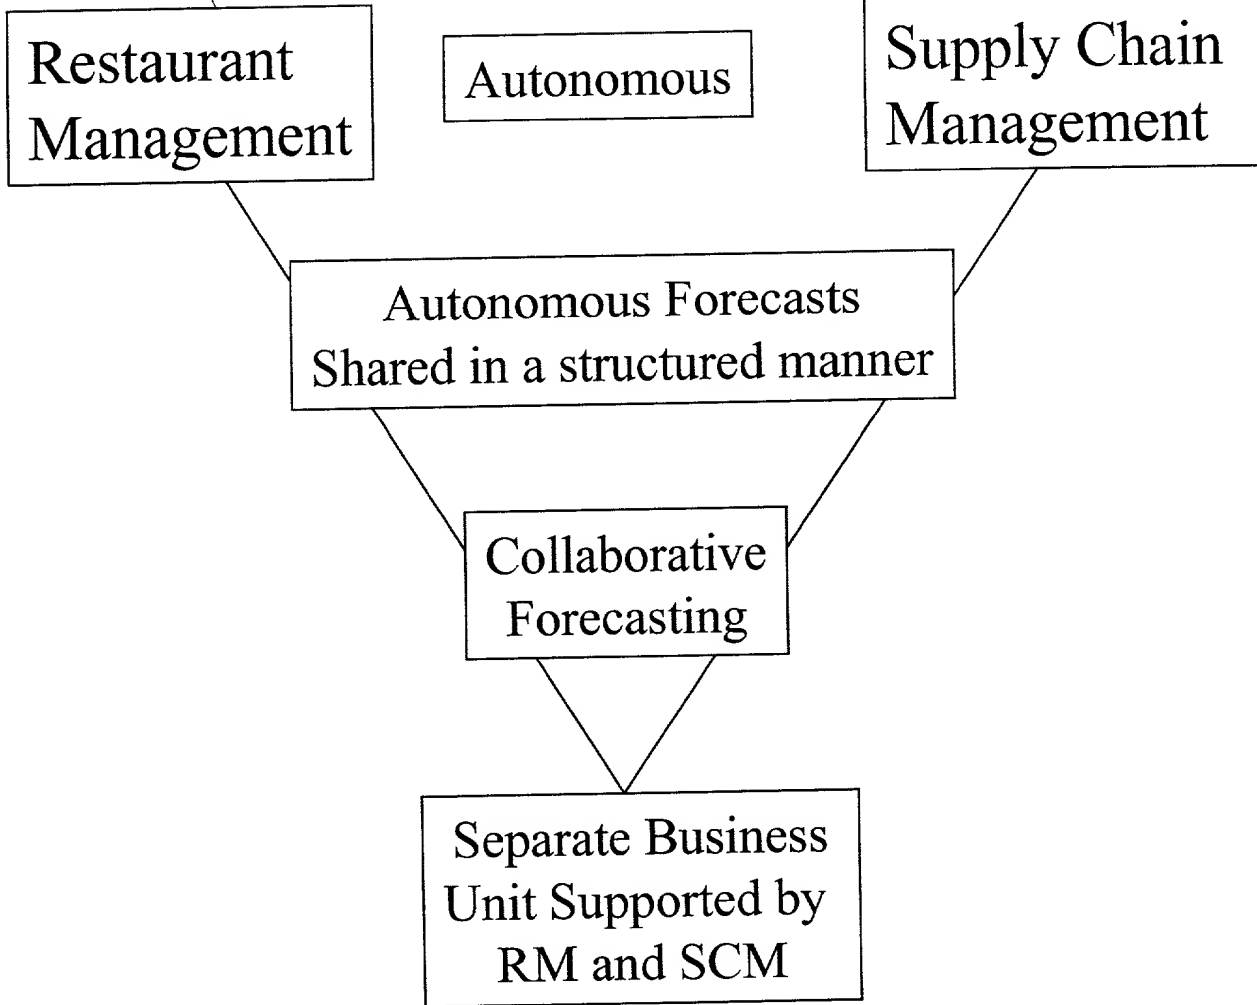 Restaurant
Management
Autonomous
Supply Chain
Management
Autonomous Forecasts
Shared in a structured manner
Collaborative
Forecasting
Separate Business
Unit Supported by
RM and SCM